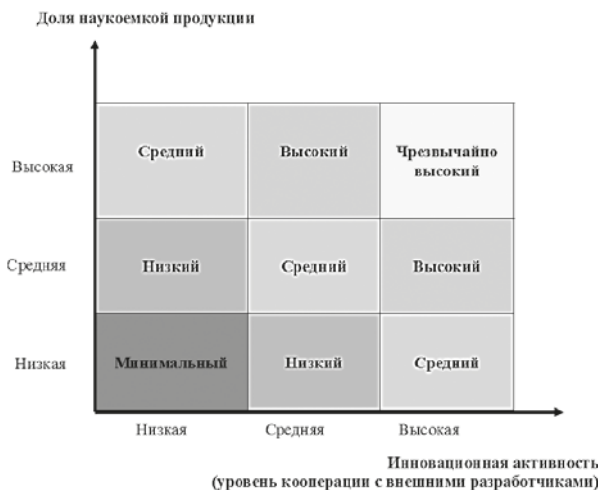 Доля наукоемкой продукции
Высокая
Средний
Высокий
Чрезвычайно
высокий
Средняя
Низкий
Средний
Высокий
Низкая
Минимальный
Низкий
Средний
Низкая
Средняя
Высокая
Инновационная активность
(уровень кооперации с внешними разработчиками)